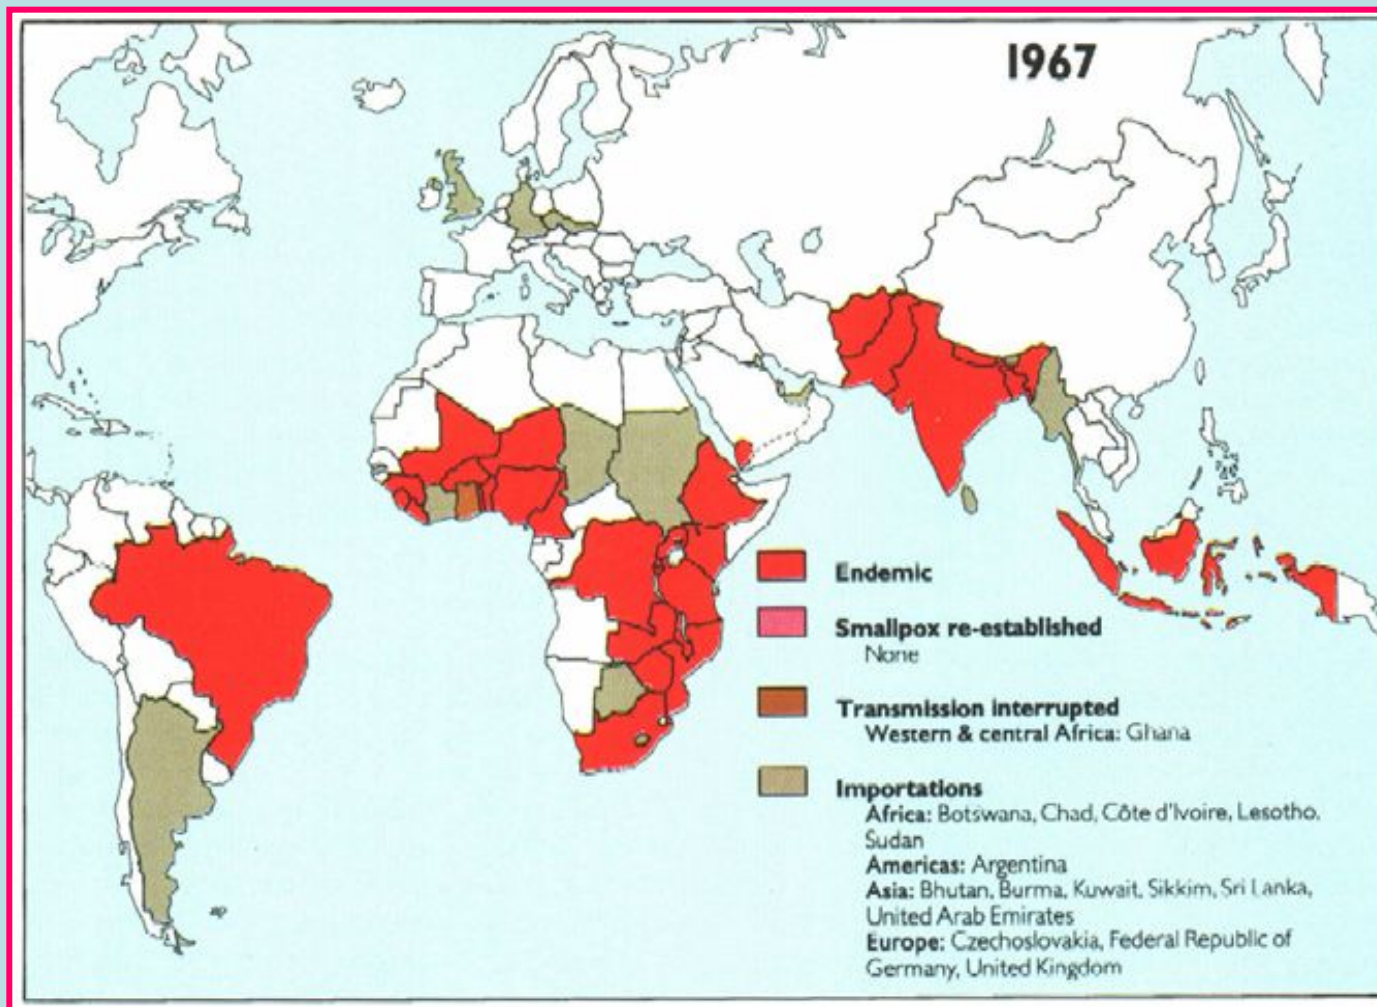 1967
Endemic
Smallpox re-established
None
Transmission interrupted
Western & central Africa: Ghana
Importations
Africa: Botswana, Chad, Côte d'Ivoire, Lesotho,
Sudan
Americas: Argentina
Asia: Bhutan, Burma, Kuwait, Sikkim, Sri Lanka,
United Arab Emirates
Europe: Czechoslovakia, Federal Republic of
Germany, United Kingdom